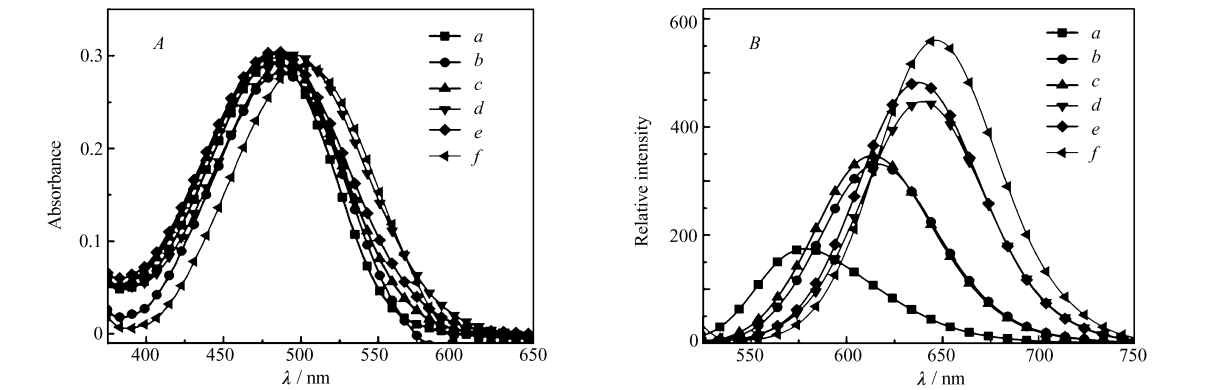 A
a
b
c
d
e
f
0.3
0.2
0.1
0
Absorbance
400 450 500 550 600 650
λ / nm
B
a
b
c
d
e
f
600
400
200
0
Relative intensity
550 600 650 700 750
λ / nm